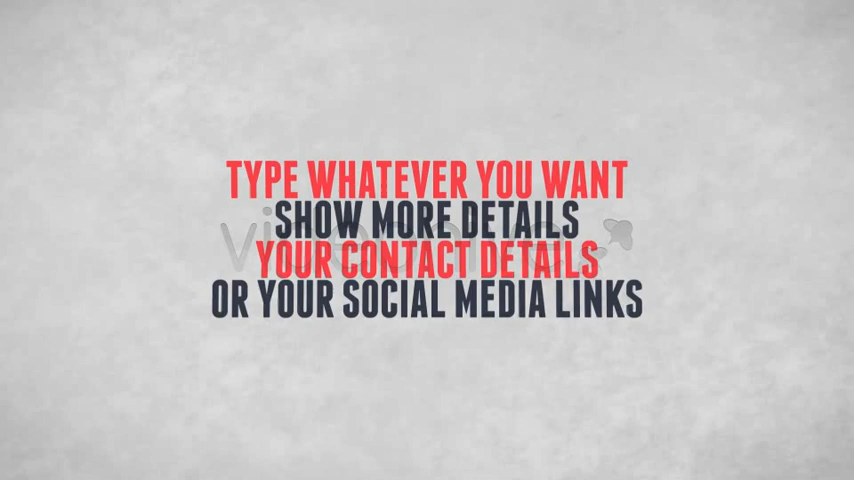 TYPE WHATEVER YOU WANT
SHOW MORE DETAILS
YOUR CONTACT DETAILS
OR YOUR SOCIAL MEDIA LINKS